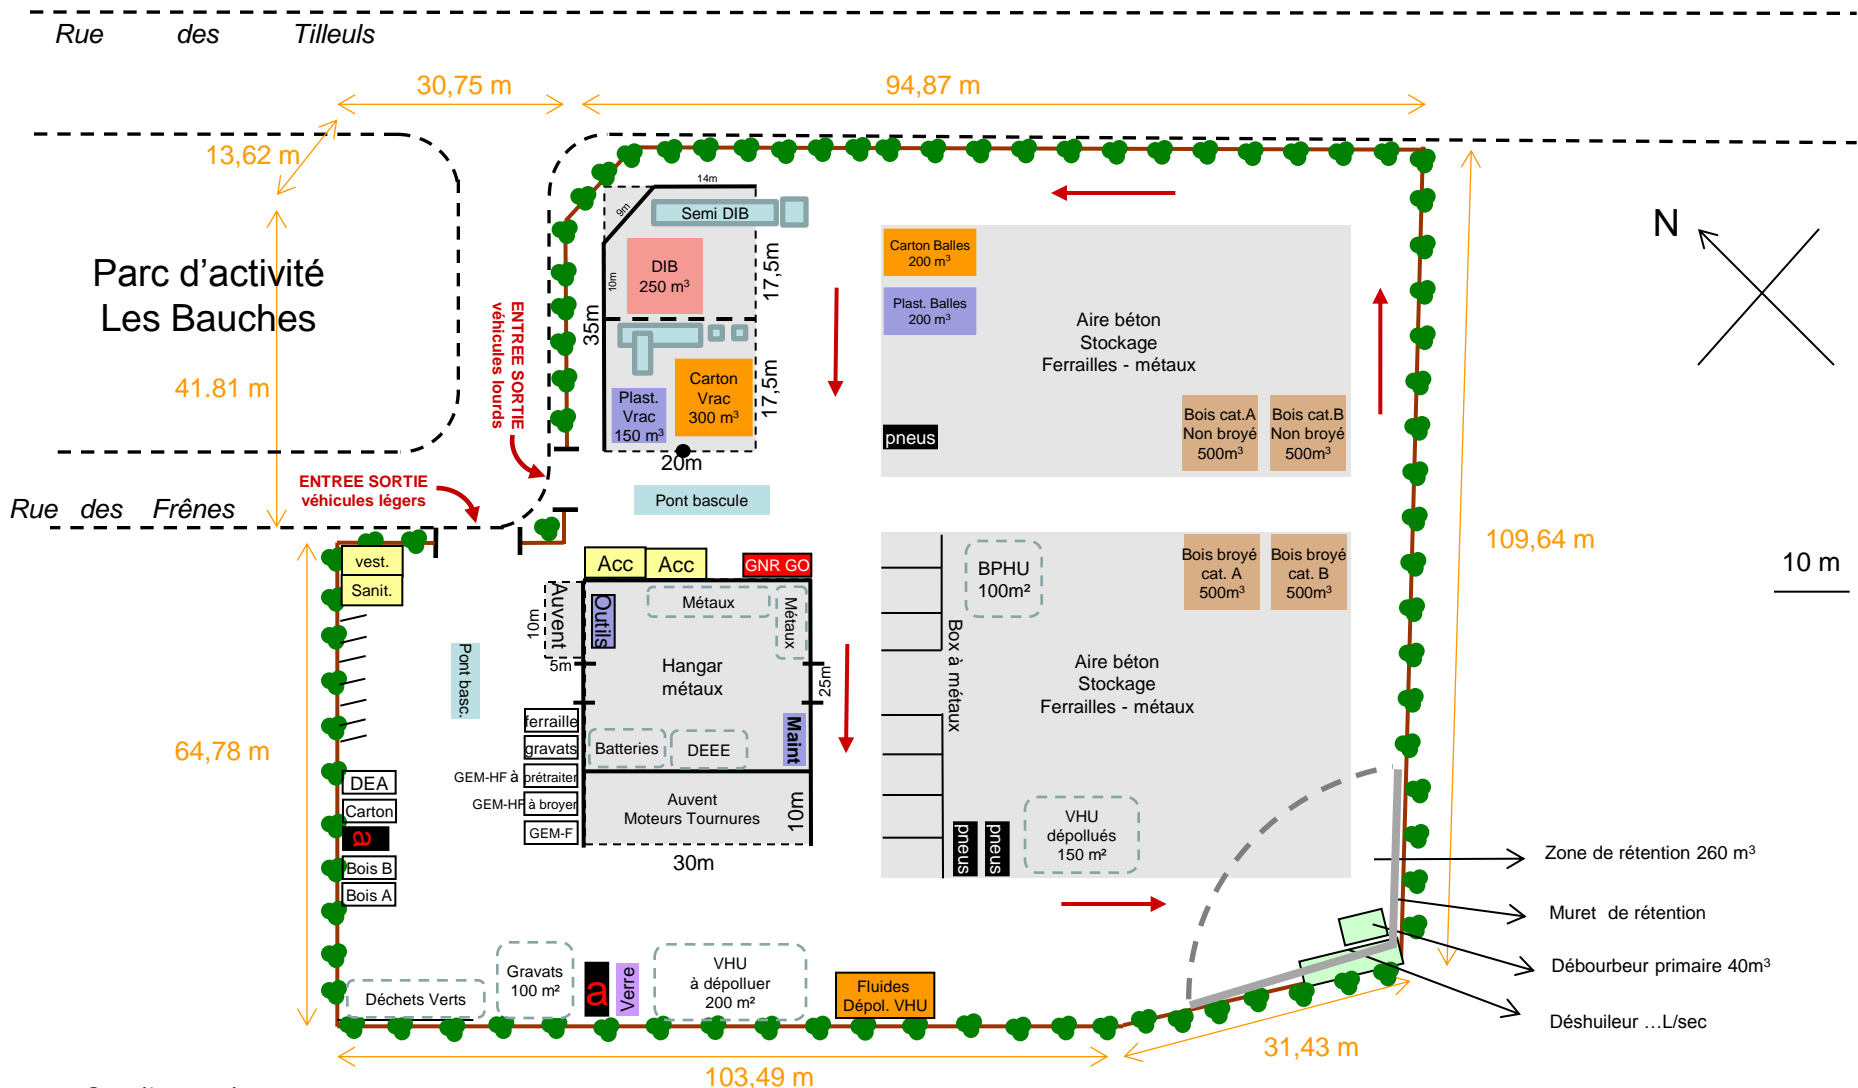 Rue des Tilleuls
30,75 m
94,87 m
13,62 m
14m
9m
Semi DIB
Parc d'activité
Les Bauches
DIB
250 m³
10m
17,5m
35m
Carton Balles
200 m³
Plast. Balles
200 m³
Aire béton
Stockage
Ferrailles - métaux
N
41.81 m
ENTREE SORTIE
véhicules lourds
Plast.
Vrac
150 m³
Carton
Vrac
300 m³
17,5m
20m
pneus
Bois cat.A
Non broyé
500m³
Bois cat.B
Non broyé
500m³
ENTREE SORTIE
véhicules légers
Rue des Frênes
Pont bascule
109,64 m
10 m
vest.
Sanit.
Acc
Acc
GNR GO
Auvent
10m
5m
Outils
Métaux
Métaux
Hangar
métaux
25m
Pont basc.
Box à métaux
BPHU
100m²
Bois broyé
cat. A
500m³
Bois broyé
cat. B
500m³
Aire béton
Stockage
Ferrailles - métaux
64,78 m
ferraille
gravats
GEM-HF à prétraiter
GEM-HF à broyer
GEM-F
Batteries
DEEE
Maint
Auvent
Moteurs Tournures
10m
30m
DEA
Carton
a
Bois B
Bois A
pneus
pneus
VHU
dépollués
150 m²
Zone de rétention 260 m³
Muret de rétention
Débourbeur primaire 40m³
Déshuileur …L/sec
Déchets Verts
Gravats
100 m²
a
Verre
VHU
à dépolluer
200 m²
Fluides
Dépol. VHU
31,43 m
103,49 m